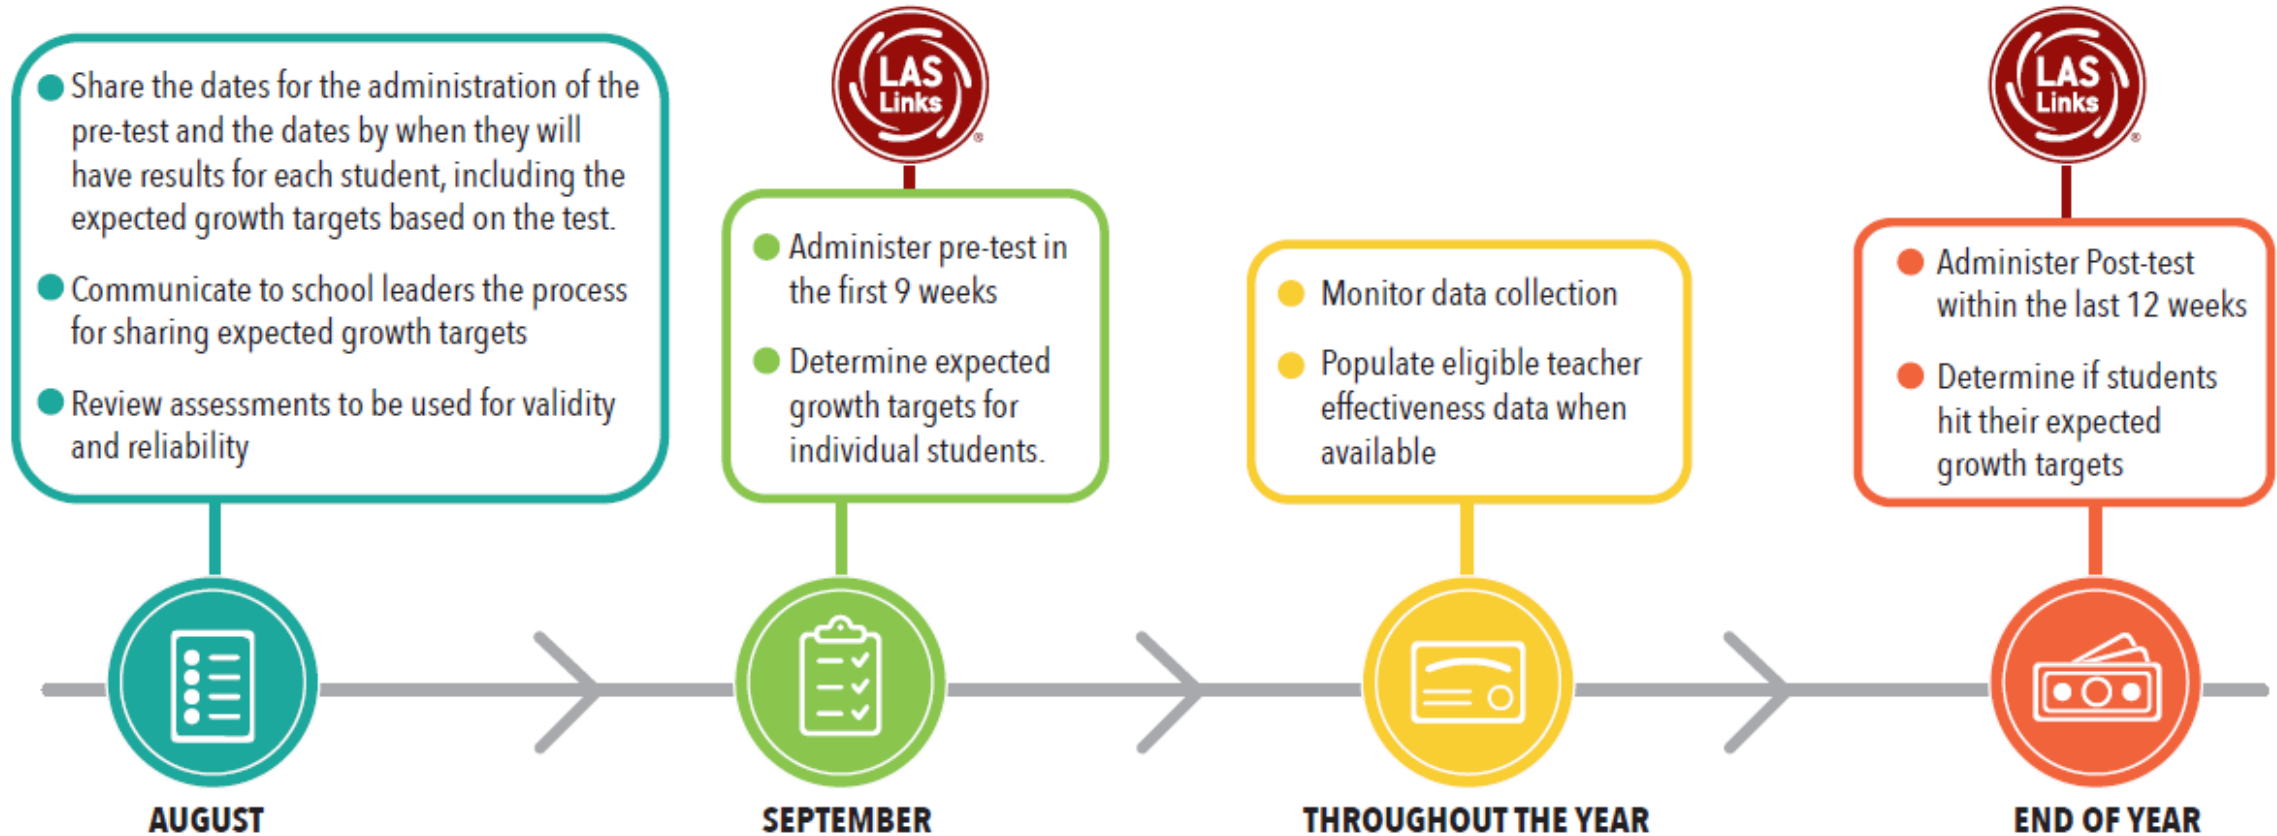 Share the dates for the administration of the
pre-test and the dates by when they will
have results for each student, including the
expected growth targets based on the test.
Communicate to school leaders the process
for sharing expected growth targets
Review assessments to be used for validity
and reliability
AUGUST
LAS
Links
®
Administer pre-test in
the first 9 weeks
Determine expected
growth targets for
individual students.
SEPTEMBER
Monitor data collection
Populate eligible teacher
effectiveness data when
available
THROUGHOUT THE YEAR
LAS
Links
®
Administer Post-test
within the last 12 weeks
Determine if students
hit their expected
growth targets
END OF YEAR